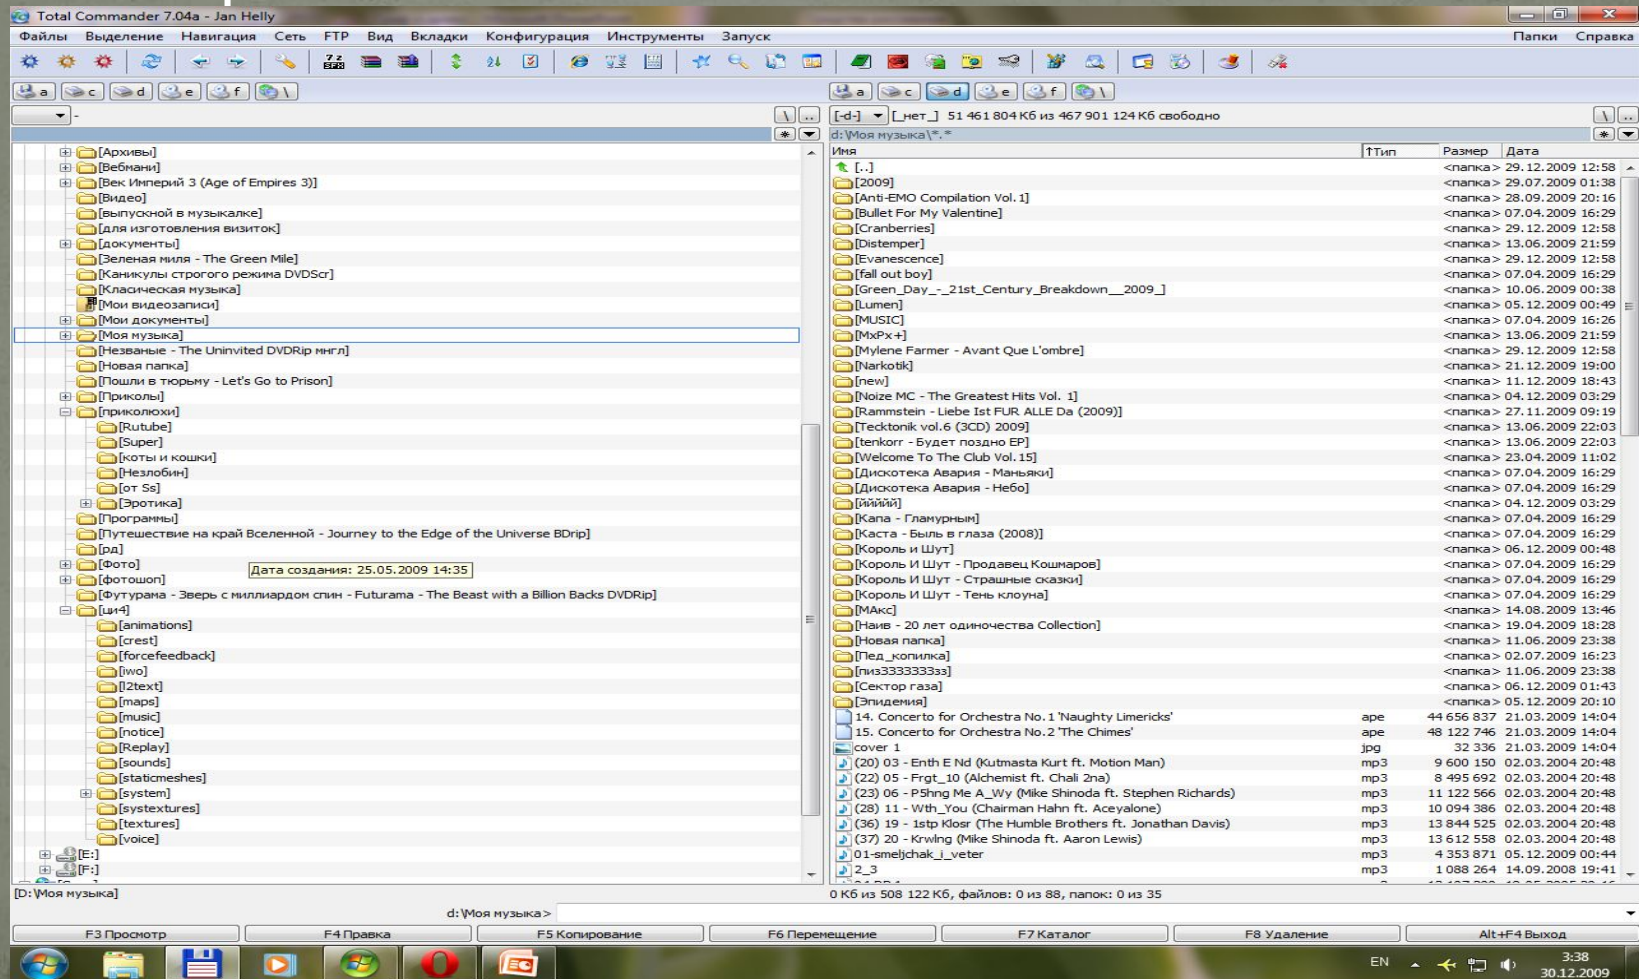 Total Commander 7.04a - Jan Helly
Файлы Выделение Навигация Сеть FTP Вид Вкладки Конфигурация Инструменты Запуск Папки Справка
a c d e f \ a c d e f \
- \ .. [-d-] [_нет_] 51 461 804 Кб из 467 901 124 Кб свободно \ ..
* d:\Моя музыка\*.* *
[Архивы]
[Вебмани]
[Век Империй 3 (Age of Empires 3)]
[Видео]
[выпускной в музыкалке]
[для изготовления визиток]
[документы]
[Зеленая миля - The Green Mile]
[Каникулы строгого режима DVDScr]
[Класическая музыка]
[Мои видеозаписи]
[Мои документы]
[Моя музыка]
[Незваные - The Uninvited DVDRip мнгл]
[Новая папка]
[Пошли в тюрьму - Let's Go to Prison]
[Приколы]
[приколюхи]
[Rutube]
[Super]
[коты и кошки]
[Незлобин]
[от Ss]
[Эротика]
[Программы]
[Путешествие на край Вселенной - Journey to the Edge of the Universe BDrip]
[рд]
[Фото]
Дата создания: 25.05.2009 14:35
[фотошоп]
[Футурама - Зверь с миллиардом спин - Futurama - The Beast with a Billion Backs DVDRip]
[ци4]
[animations]
[crest]
[forcefeedback]
[iwo]
[l2text]
[maps]
[music]
[notice]
[Replay]
[sounds]
[staticmeshes]
[system]
[systextures]
[textures]
[voice]
[E:]
[F:]
Имя ↑Тип Размер Дата
[..] <папка> 29.12.2009 12:58
[2009] <папка> 29.07.2009 01:38
[Anti-EMO Compilation Vol.1] <папка> 28.09.2009 20:16
[Bullet For My Valentine] <папка> 07.04.2009 16:29
[Cranberries] <папка> 29.12.2009 12:58
[Distemper] <папка> 13.06.2009 21:59
[Evanescence] <папка> 29.12.2009 12:58
[fall out boy] <папка> 07.04.2009 16:29
[Green_Day_-_21st_Century_Breakdown__2009_] <папка> 10.06.2009 00:38
[Lumen] <папка> 05.12.2009 00:49
[MUSIC] <папка> 07.04.2009 16:26
[MxPx+] <папка> 13.06.2009 21:59
[Mylene Farmer - Avant Que L'ombre] <папка> 29.12.2009 12:58
[Narkotik] <папка> 21.12.2009 19:00
[new] <папка> 11.12.2009 18:43
[Noize MC - The Greatest Hits Vol. 1] <папка> 04.12.2009 03:29
[Rammstein - Liebe Ist FUR ALLE Da (2009)] <папка> 27.11.2009 09:19
[Tecktonik vol.6 (3CD) 2009] <папка> 13.06.2009 22:03
[tenkorr - Будет поздно EP] <папка> 13.06.2009 22:03
[Welcome To The Club Vol.15] <папка> 23.04.2009 11:02
[Дискотека Авария - Маньяки] <папка> 07.04.2009 16:29
[Дискотека Авария - Небо] <папка> 07.04.2009 16:29
[ййййй] <папка> 04.12.2009 03:29
[Капа - Гламурным] <папка> 07.04.2009 16:29
[Каста - Быль в глаза (2008)] <папка> 07.04.2009 16:29
[Король и Шут] <папка> 06.12.2009 00:48
[Король И Шут - Продавец Кошмаров] <папка> 07.04.2009 16:29
[Король И Шут - Страшные сказки] <папка> 07.04.2009 16:29
[Король И Шут - Тень клоуна] <папка> 07.04.2009 16:29
[МАкс] <папка> 14.08.2009 13:46
[Наив - 20 лет одиночества Collection] <папка> 19.04.2009 18:28
[Новая папка] <папка> 11.06.2009 23:38
[Пед_копилка] <папка> 02.07.2009 16:23
[пиз3333333зз] <папка> 11.06.2009 23:38
[Сектор газа] <папка> 06.12.2009 01:43
[Эпидемия] <папка> 05.12.2009 20:10
14. Concerto for Orchestra No.1 'Naughty Limericks' ape 44 656 837 21.03.2009 14:04
15. Concerto for Orchestra No.2 'The Chimes' ape 48 122 746 21.03.2009 14:04
cover 1 jpg 32 336 21.03.2009 14:04
(20) 03 - Enth E Nd (Kutmasta Kurt ft. Motion Man) mp3 9 600 150 02.03.2004 20:48
(22) 05 - Frgt_10 (Alchemist ft. Chali 2na) mp3 8 495 692 02.03.2004 20:48
(23) 06 - P5hng Me A_Wy (Mike Shinoda ft. Stephen Richards) mp3 11 122 566 02.03.2004 20:48
(28) 11 - Wth_You (Chairman Hahn ft. Aceyalone) mp3 10 094 386 02.03.2004 20:48
(36) 19 - 1stp Klosr (The Humble Brothers ft. Jonathan Davis) mp3 13 844 525 02.03.2004 20:48
(37) 20 - Krwlng (Mike Shinoda ft. Aaron Lewis) mp3 13 612 558 02.03.2004 20:48
01-smeljchak_i_veter mp3 4 353 871 05.12.2009 00:44
2_3 mp3 1 088 264 14.09.2008 19:41
[D:\Моя музыка] 0 Кб из 508 122 Кб, файлов: 0 из 88, папок: 0 из 35
d:\Моя музыка>
F3 Просмотр F4 Правка F5 Копирование F6 Перемещение F7 Каталог F8 Удаление Alt+F4 Выход
EN 3:38
30.12.2009